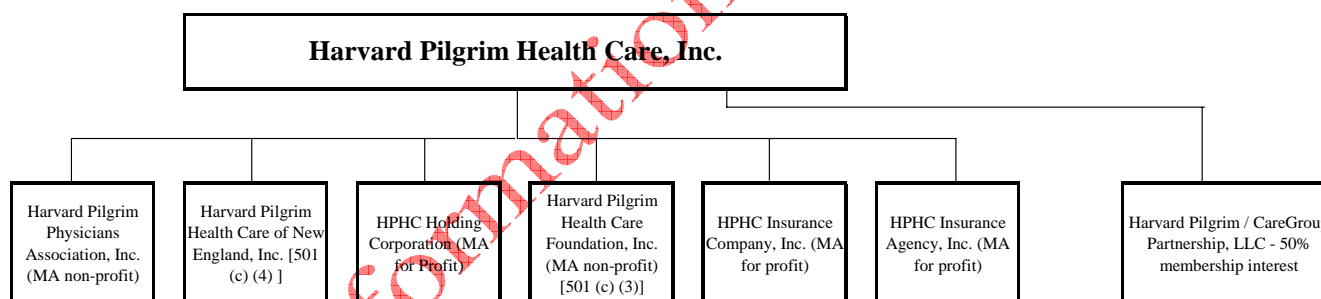 Harvard Pilgrim Health Care, Inc.
Harvard Pilgrim
Physicians
Association, Inc.
(MA non-profit)
Harvard Pilgrim
Health Care of New
England, Inc. [501
(c) (4) ]
HPHC Holding
Corporation (MA
for Profit)
Harvard Pilgrim
Health Care
Foundation, Inc.
(MA non-profit)
[501 (c) (3)]
HPHC Insurance
Company, Inc. (MA
for profit)
HPHC Insurance
Agency, Inc. (MA
for profit)
Harvard Pilgrim / CareGrou
Partnership, LLC - 50%
membership interest
formation